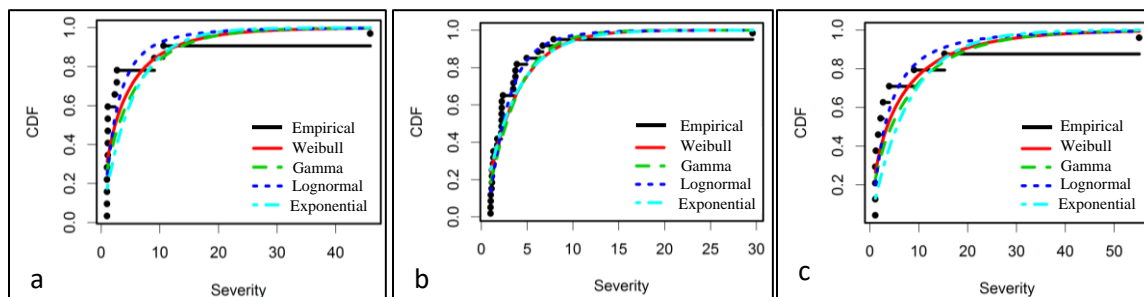 1.0
0.8
0.6
0.4
0.2
0.0
CDF
Empirical
Weibull
Gamma
Lognormal
Exponential
0 10 20 30 40
Severity
a
1.0
0.8
0.6
0.4
0.2
0.0
CDF
Empirical
Weibull
Gamma
Lognormal
Exponential
0 5 10 15 20 25 30
Severity
b
1.0
0.8
0.6
0.4
0.2
CDF
Empirical
Weibull
Gamma
Lognormal
Exponential
0 10 20 30 40 50
Severity
c